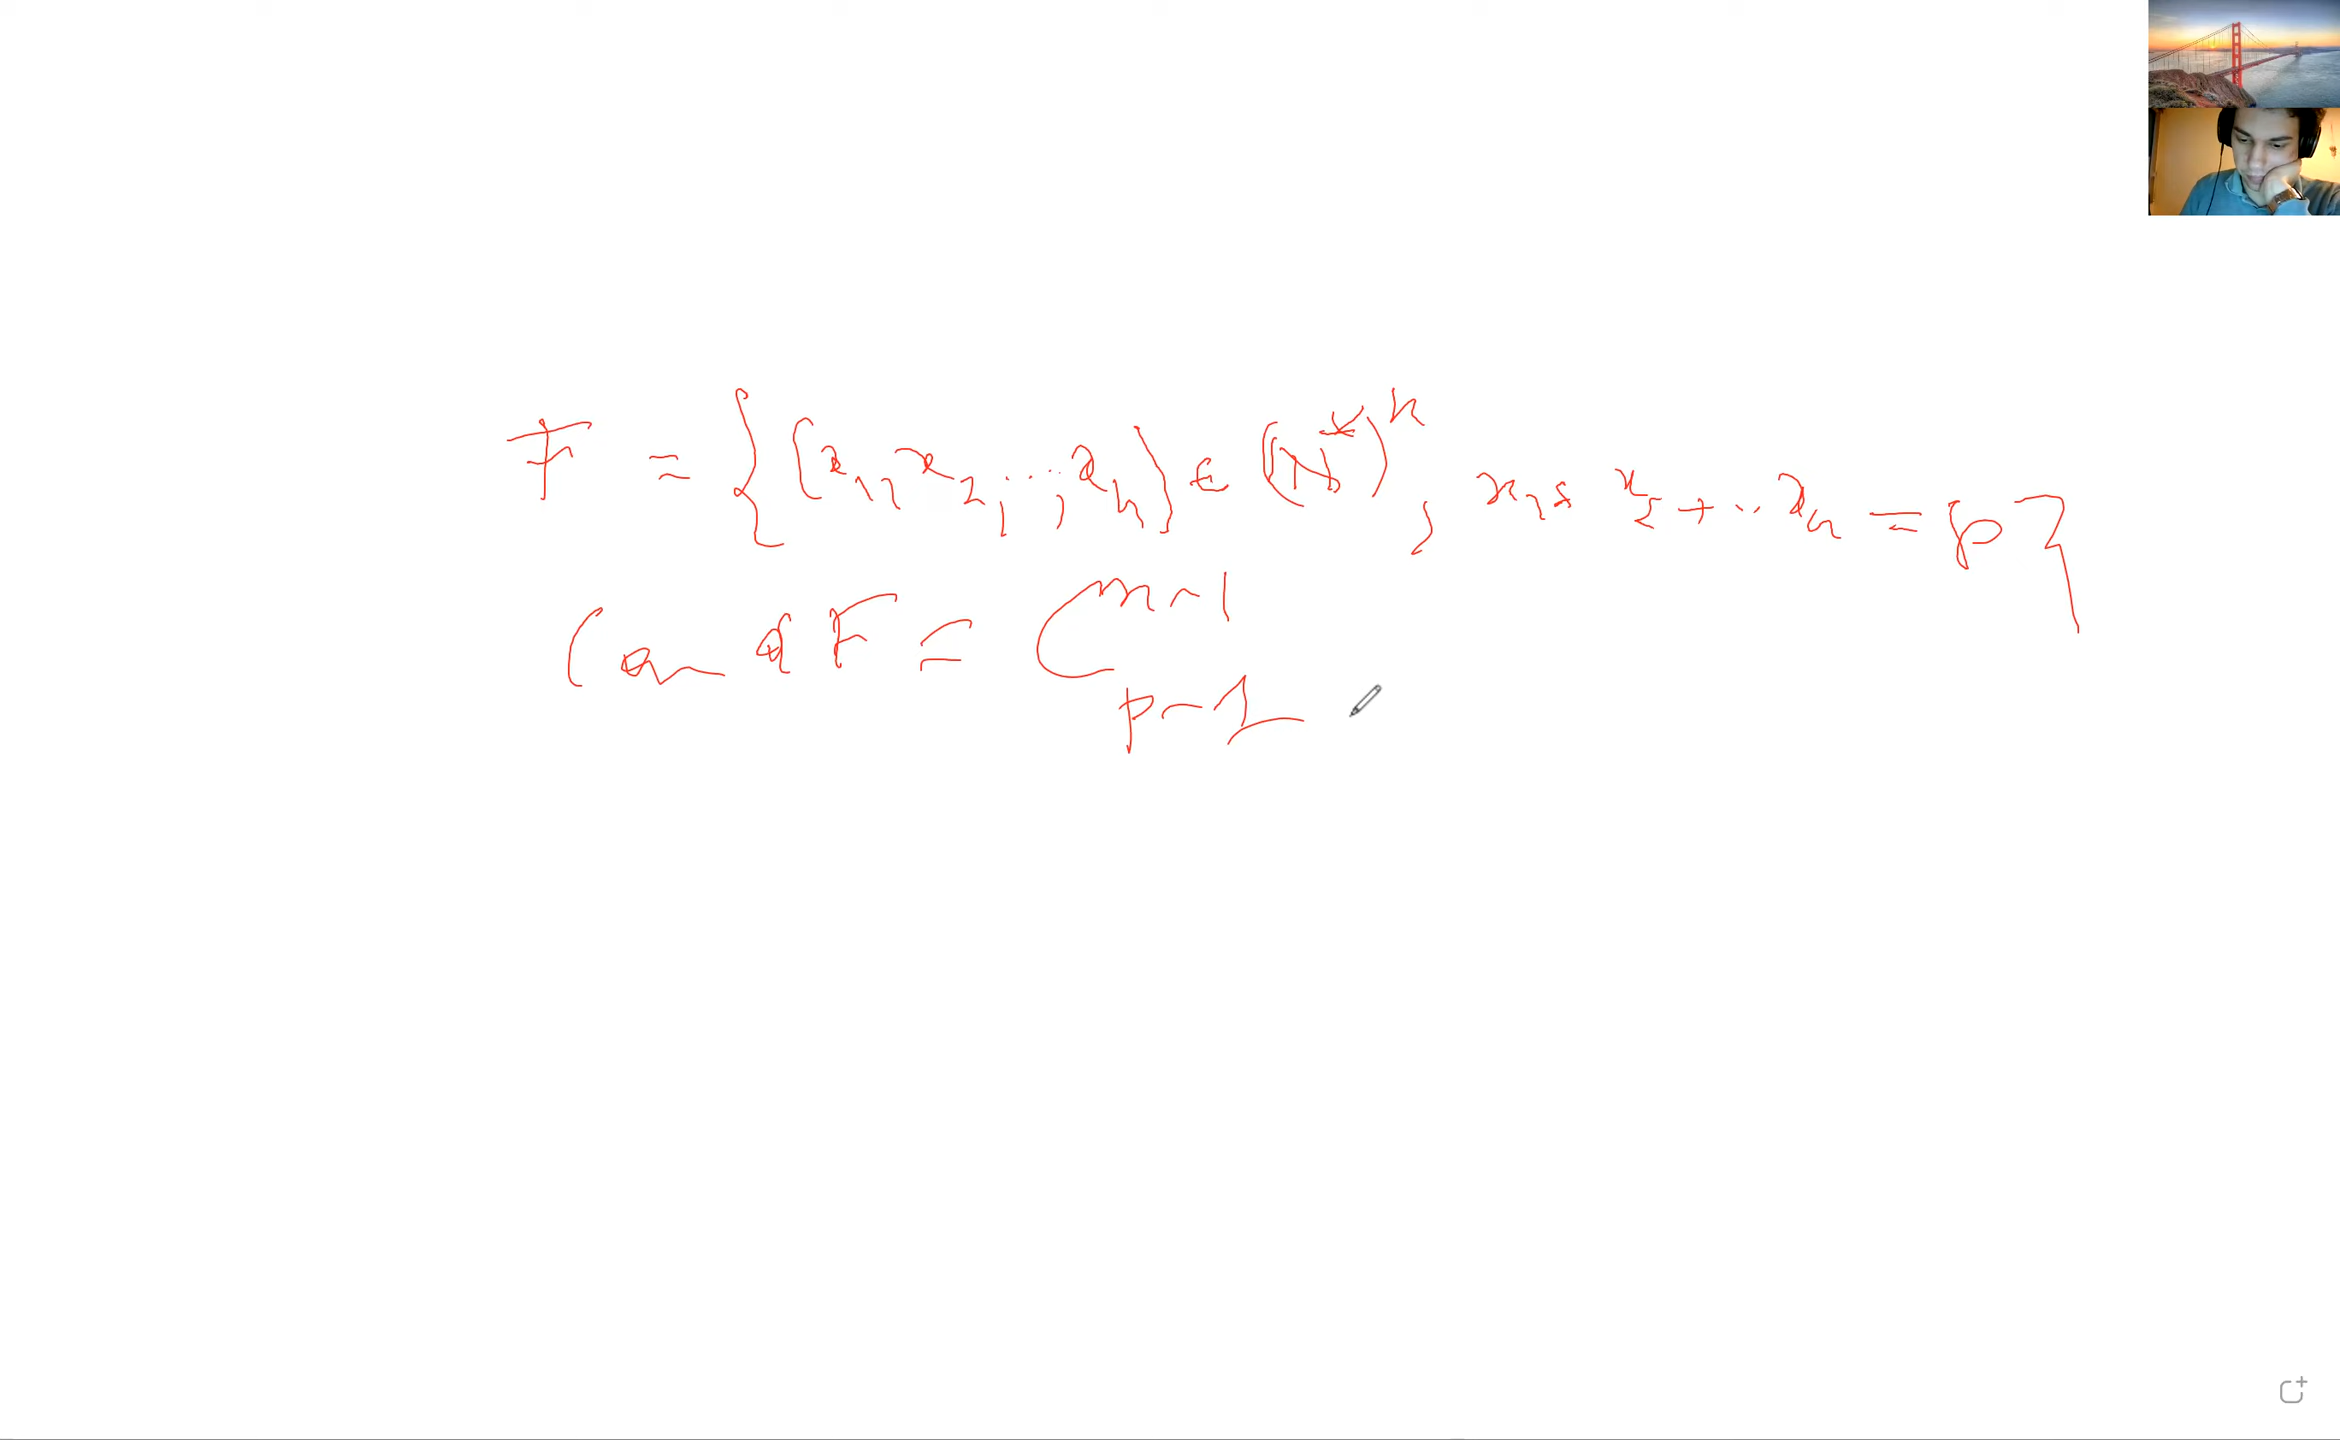 F = {(x₁, x₂, ..., xₙ) ∈ (ℕ*)ⁿ, x₁ + x₂ + .. xₙ = p}
Card F = C^{n-1}_{p-1}